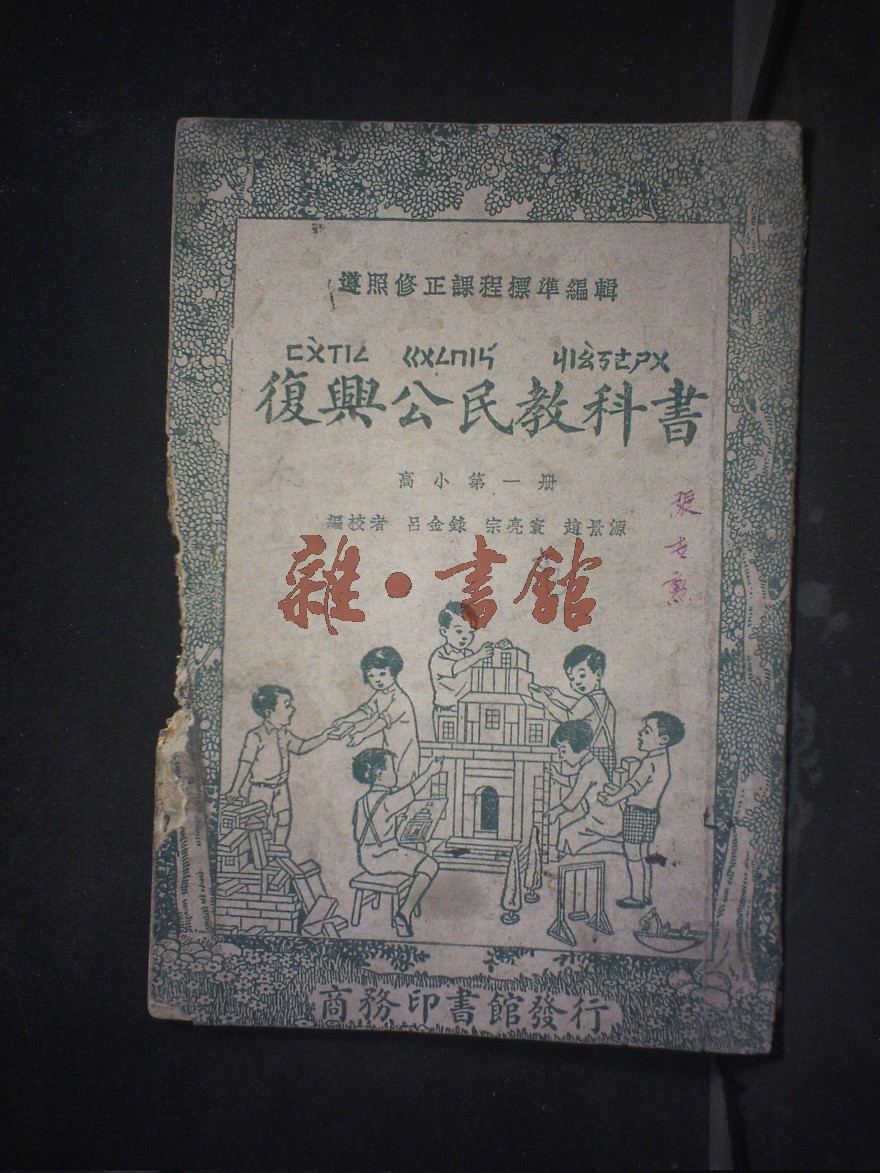 遵照修正課程標準編輯
ㄈㄨˋㄒㄧㄥ ㄍㄨㄥㄇㄧㄣˊ ㄐㄧㄠˋㄎㄜㄕㄨ
復興公民教科書
高小第一册
編校者 呂金錄 宗亮寰 趙景源
張
雜·書館
商務印書館發行